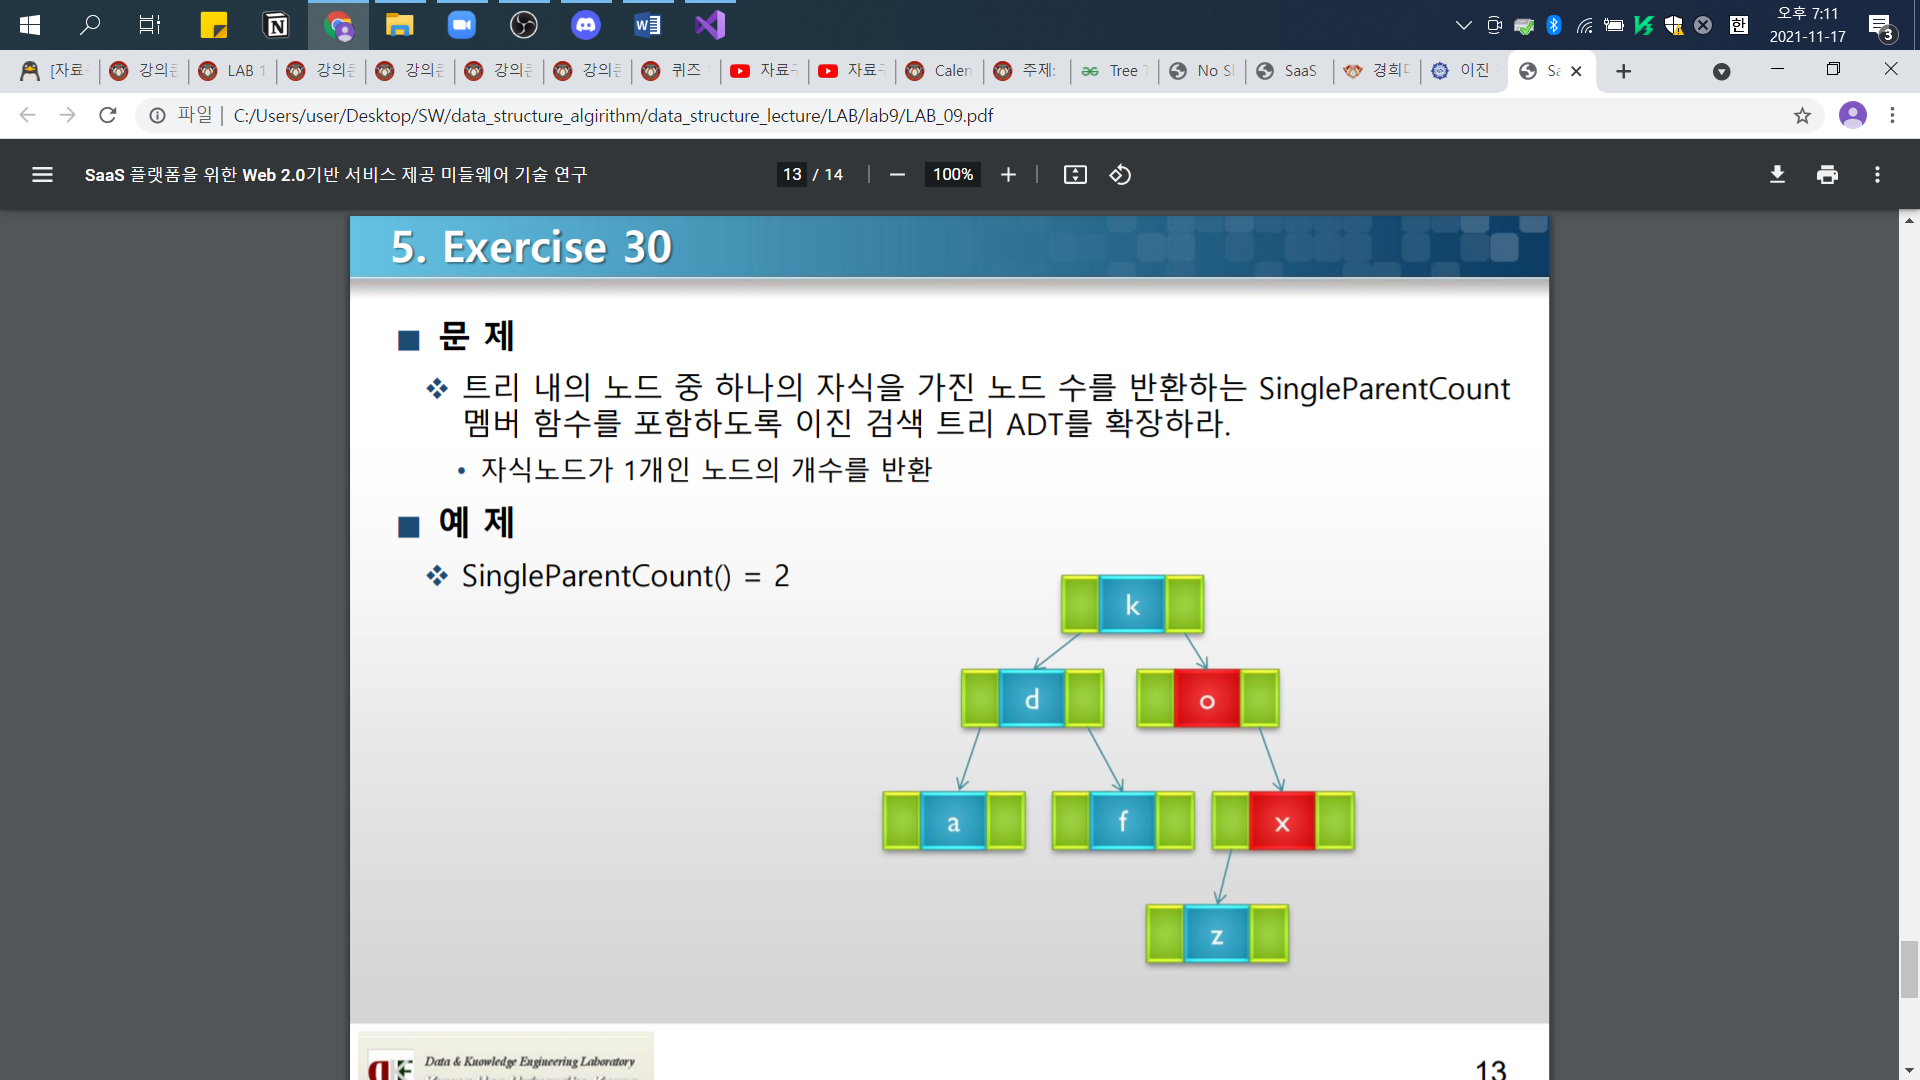 오후 7:11
한
2021-11-17
3
[자료
강의
LAB 1
강의
강의
강의
강의
퀴즈
자료
자료
Calen
주제:
Tree T
No Sl
SaaS
경희대
이진
Sa
파일
C:/Users/user/Desktop/SW/data_structure_algirithm/data_structure_lecture/LAB/lab9/LAB_09.pdf
SaaS 플랫폼을 위한 Web 2.0기반 서비스 제공 미들웨어 기술 연구
13 / 14
100%
5. Exercise 30
문 제
트리 내의 노드 중 하나의 자식을 가진 노드 수를 반환하는 SingleParentCount
멤버 함수를 포함하도록 이진 검색 트리 ADT를 확장하라.
• 자식노드가 1개인 노드의 개수를 반환
예 제
SingleParentCount() = 2
k
d
o
a
f
x
z
Data & Knowledge Engineering Laboratory
13